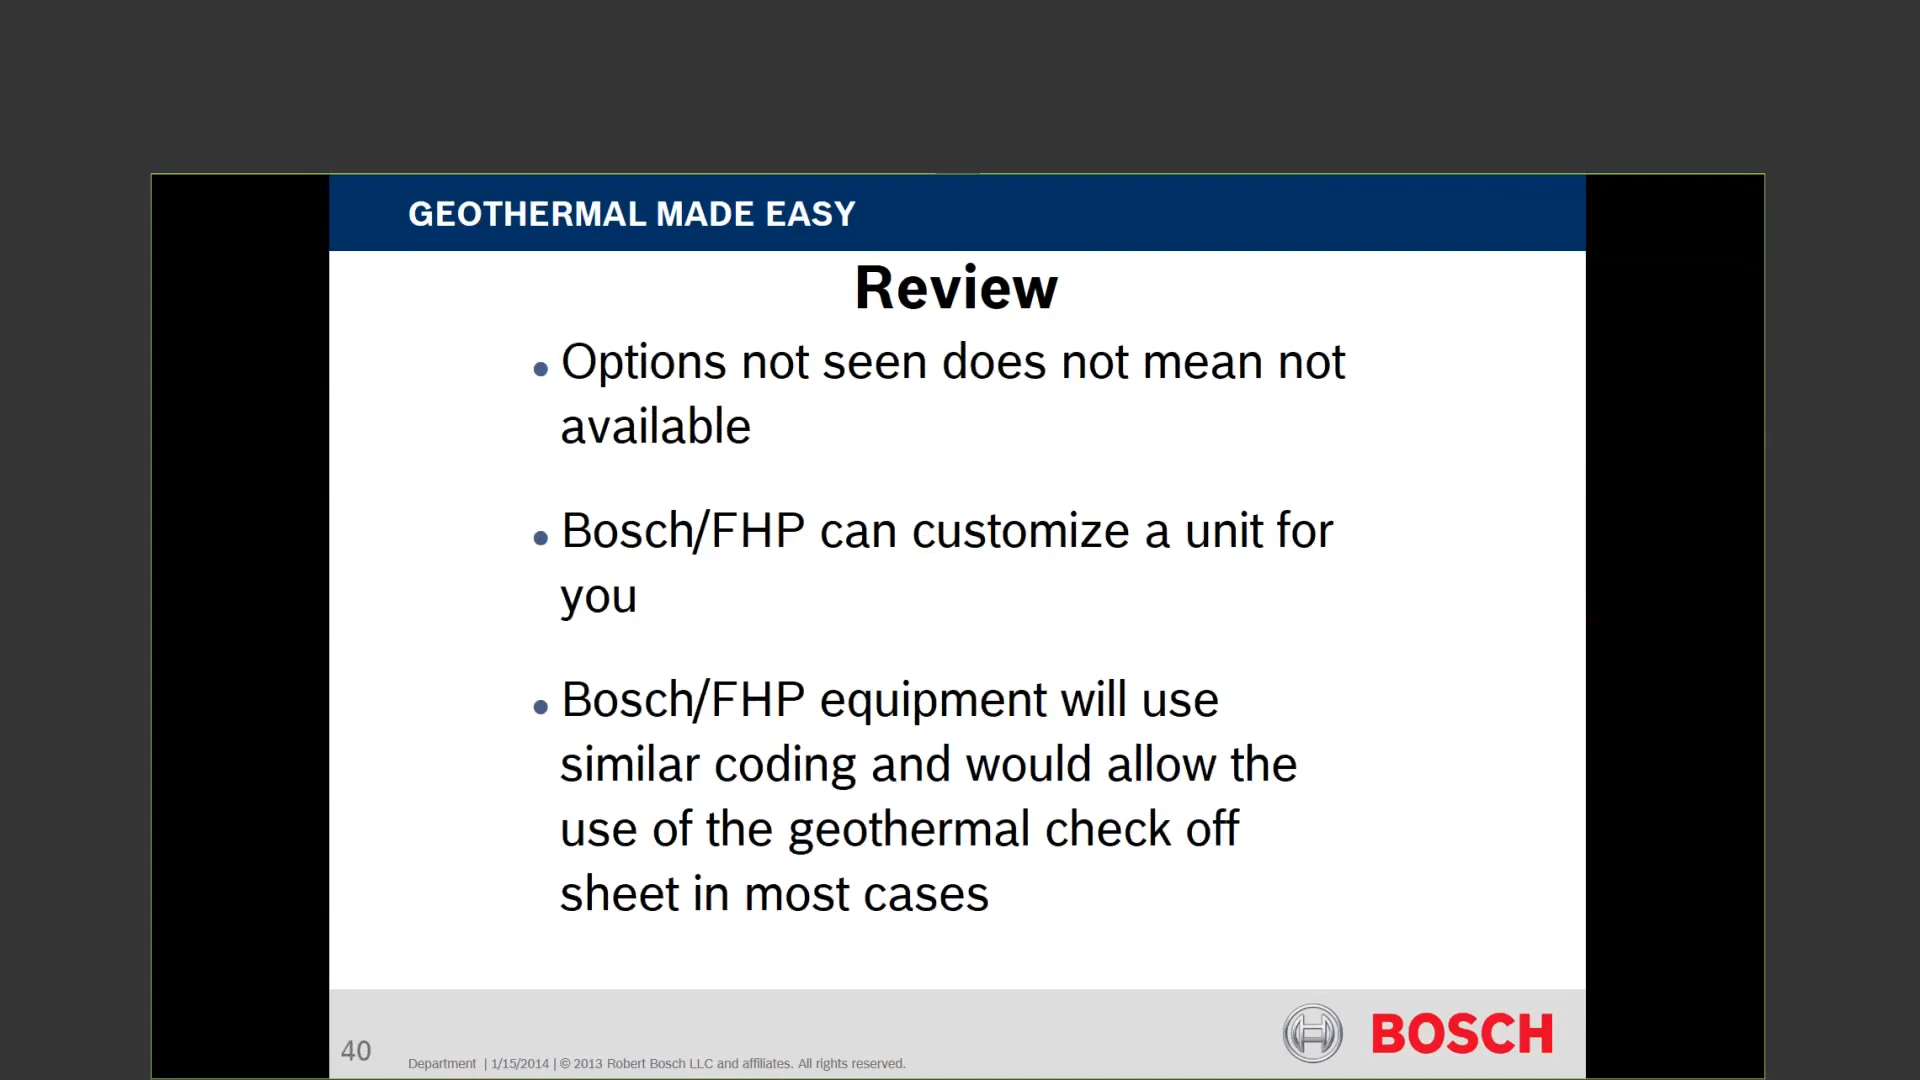 GEOTHERMAL MADE EASY
Review
• Options not seen does not mean not
available
• Bosch/FHP can customize a unit for
you
• Bosch/FHP equipment will use
similar coding and would allow the
use of the geothermal check off
sheet in most cases
BOSCH
40
Department | 1/15/2014 | © 2013 Robert Bosch LLC and affiliates. All rights reserved.